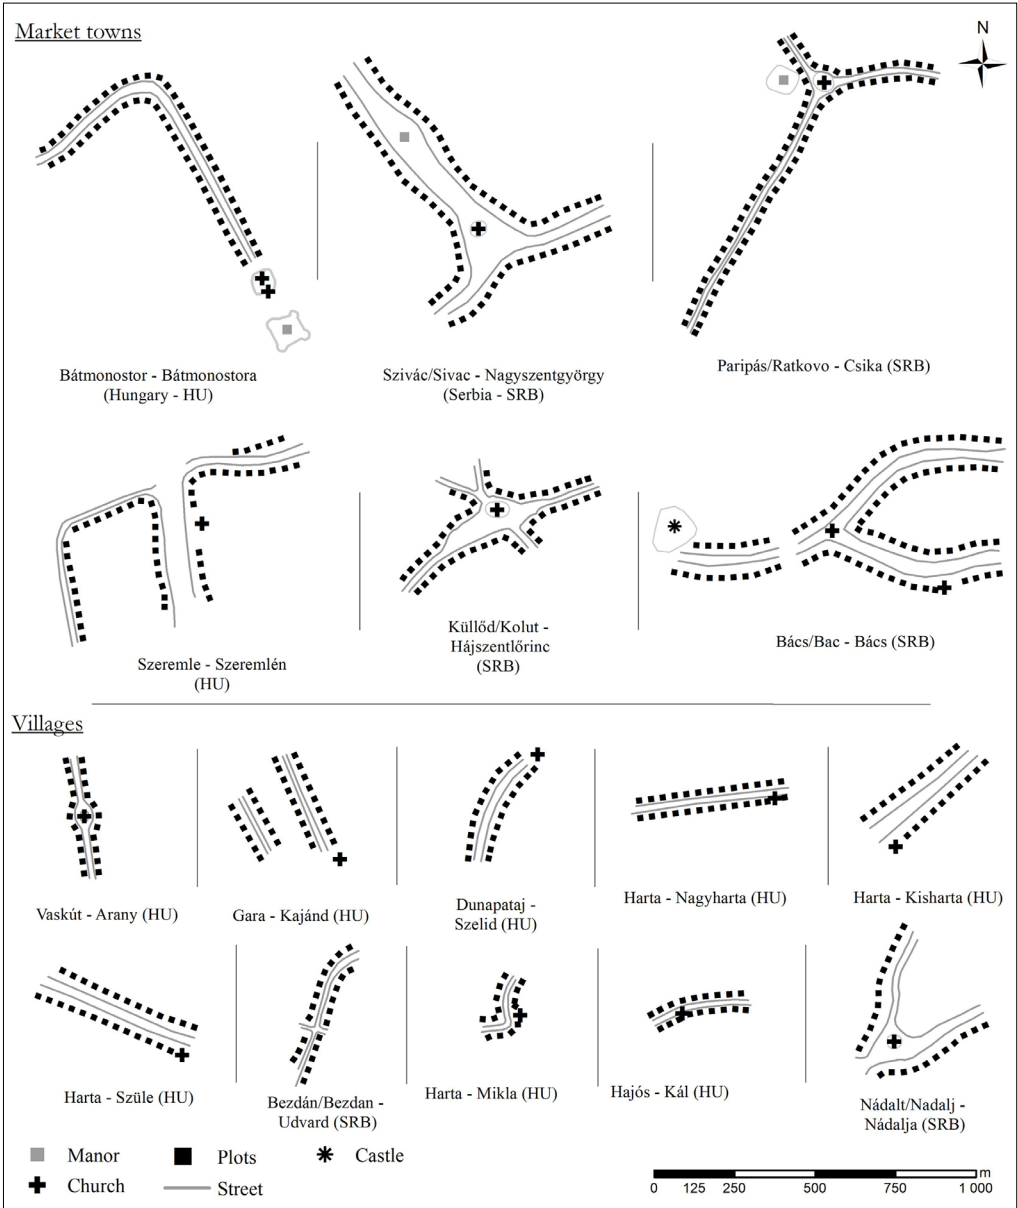 Market towns
N
Bátmonostor - Bátmonostora
(Hungary - HU)
Szivác/Sivac - Nagyszentgyörgy
(Serbia - SRB)
Paripás/Ratkovo - Csika (SRB)
Szeremle - Szeremlén
(HU)
Küllőd/Kolut -
Hájszentlőrinc
(SRB)
Bács/Bac - Bács (SRB)
Villages
Vaskút - Arany (HU)
Gara - Kajánd (HU)
Dunapataj -
Szelid (HU)
Harta - Nagyharta (HU)
Harta - Kisharta (HU)
Harta - Szüle (HU)
Bezdán/Bezdan -
Udvard (SRB)
Harta - Mikla (HU)
Hajós - Kál (HU)
Nádalt/Nadalj -
Nádalja (SRB)
Manor
Plots
Castle
Church
Street
m
0 125 250 500 750 1 000